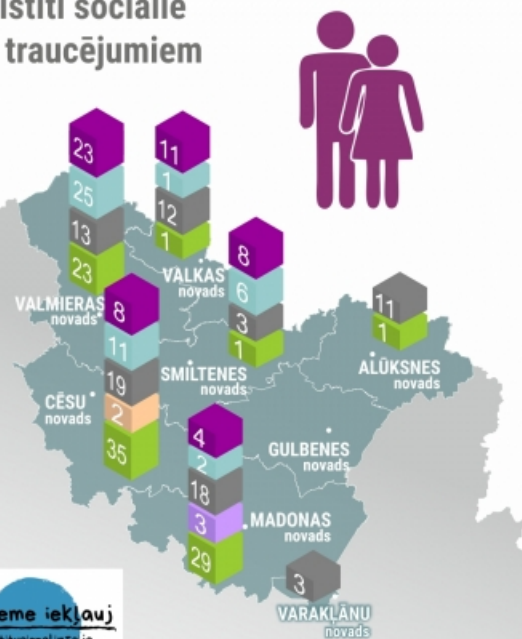 istīti sociālie
traucējumiem
23
25
13
23
VALMIERAS
novads
11
1
12
1
VALKAS
novads
8
6
3
1
SMILTENES
novads
11
1
ALŪKSNES
novads
8
11
19
2
35
CĒSU
novads
GULBENES
novads
4
2
18
3
29
MADONAS
novads
3
VARAKĻĀNU
novads
eme iekļauj